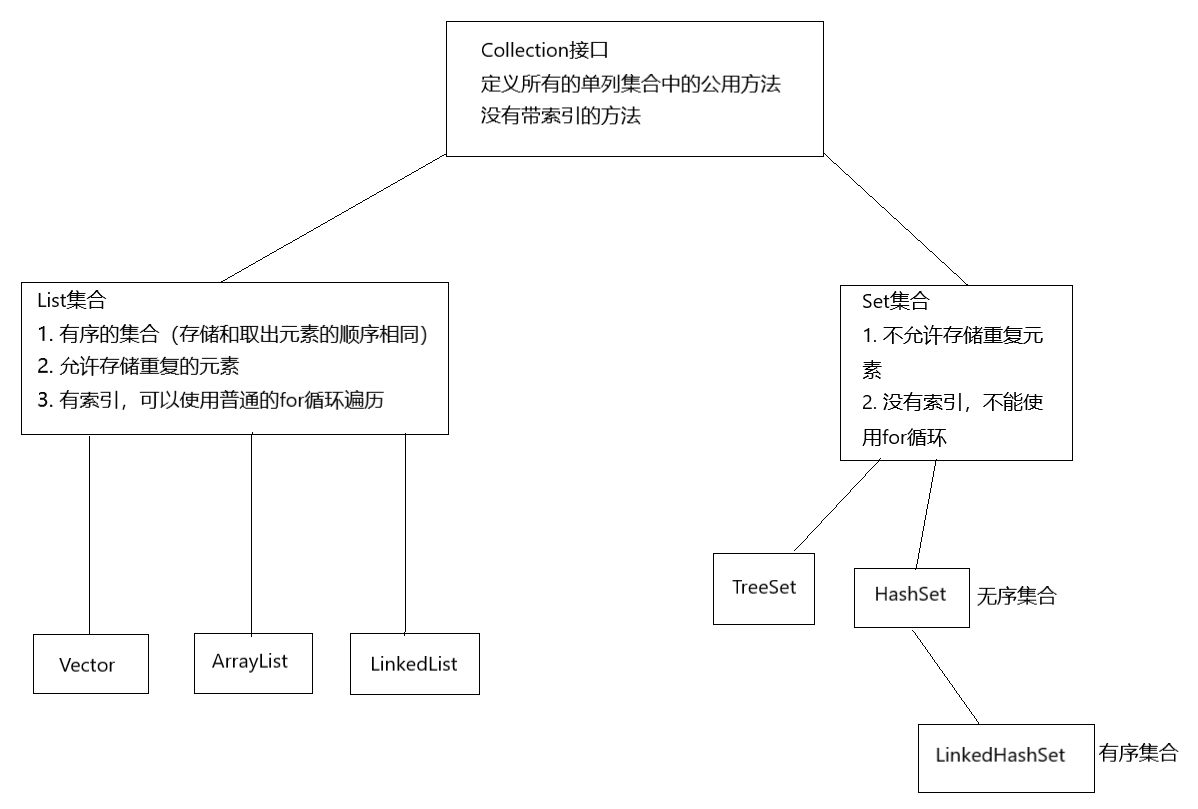 Collection接口
定义所有的单列集合中的公用方法
没有带索引的方法
List集合
1. 有序的集合（存储和取出元素的顺序相同）
2. 允许存储重复的元素
3. 有索引，可以使用普通的for循环遍历
Set集合
1. 不允许存储重复元
素
2. 没有索引，不能使
用for循环
TreeSet
HashSet
无序集合
Vector
ArrayList
LinkedList
LinkedHashSet
有序集合